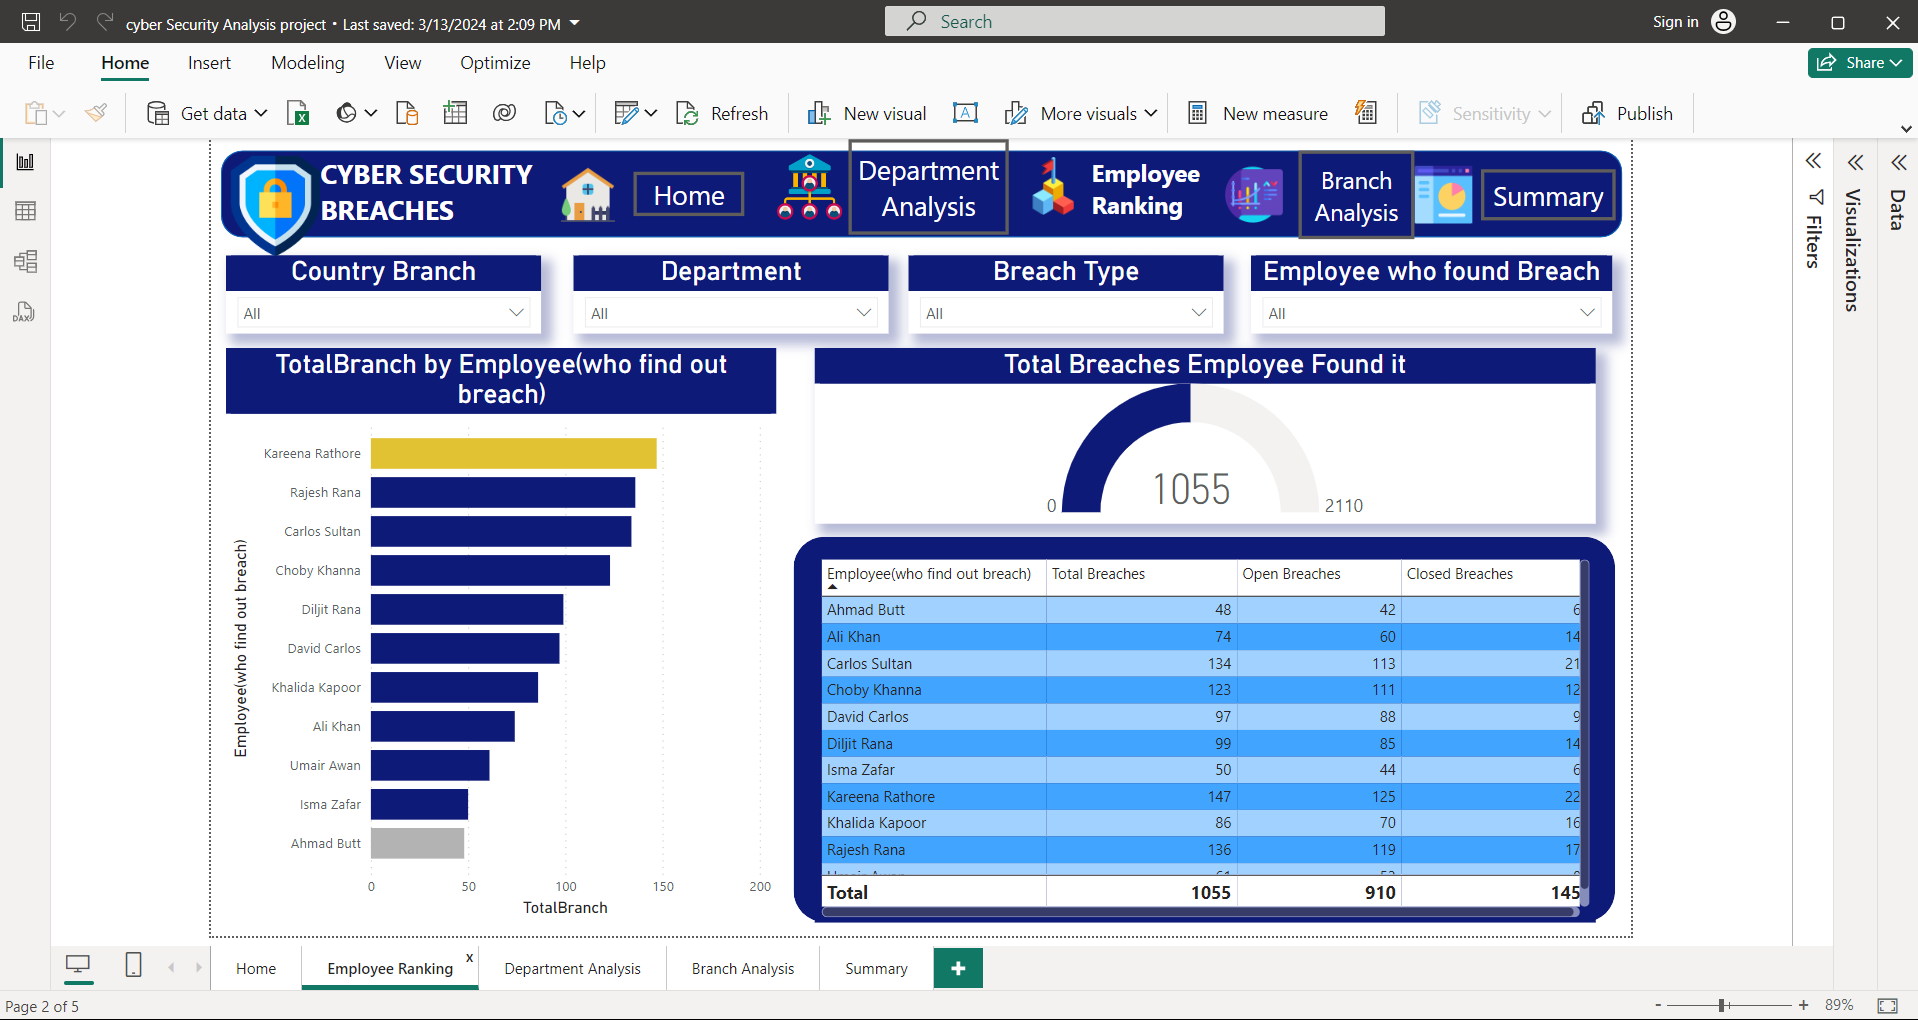 cyber Security Analysis project • Last saved: 3/13/2024 at 2:09 PM
Search
Sign in
File Home Insert Modeling View Optimize Help
Share
Get data
Refresh
New visual
A
More visuals
New measure
Sensitivity
Publish
CYBER SECURITY
BREACHES
Home
Department
Analysis
Employee
Ranking
Branch
Analysis
Summary
Filters
Visualizations
Data
DAX
Country Branch
All
Department
All
Breach Type
All
Employee who found Breach
All
TotalBranch by Employee(who find out
breach)
Employee(who find out breach)
Kareena Rathore
Rajesh Rana
Carlos Sultan
Choby Khanna
Diljit Rana
David Carlos
Khalida Kapoor
Ali Khan
Umair Awan
Isma Zafar
Ahmad Butt
0 50 100 150 200
TotalBranch
Total Breaches Employee Found it
1055
0 2110
Employee(who find out breach) Total Breaches Open Breaches Closed Breaches
Ahmad Butt 48 42 6
Ali Khan 74 60 14
Carlos Sultan 134 113 21
Choby Khanna 123 111 12
David Carlos 97 88 9
Diljit Rana 99 85 14
Isma Zafar 50 44 6
Kareena Rathore 147 125 22
Khalida Kapoor 86 70 16
Rajesh Rana 136 119 17
Total 1055 910 145
Home Employee Ranking x Department Analysis Branch Analysis Summary +
Page 2 of 5
- + 89%